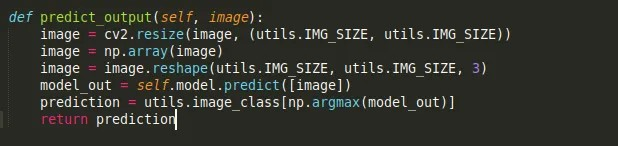 def predict_output(self, image):
    image = cv2.resize(image, (utils.IMG_SIZE, utils.IMG_SIZE))
    image = np.array(image)
    image = image.reshape(utils.IMG_SIZE, utils.IMG_SIZE, 3)
    model_out = self.model.predict([image])
    prediction = utils.image_class[np.argmax(model_out)]
    return prediction